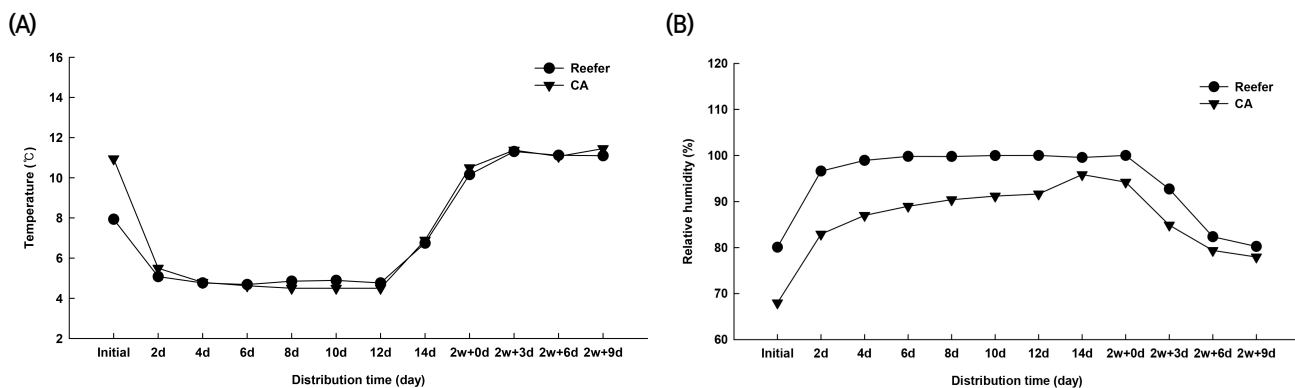 (A)
16
14
12
10
8
6
4
2
Temperature (℃)
Reefer
CA
Initial 2d 4d 6d 8d 10d 12d 14d 2w+0d 2w+3d 2w+6d 2w+9d
Distribution time (day)
(B)
120
110
100
90
80
70
60
Relative humidity (%)
Reefer
CA
Initial 2d 4d 6d 8d 10d 12d 14d 2w+0d 2w+3d 2w+6d 2w+9d
Distribution time (day)